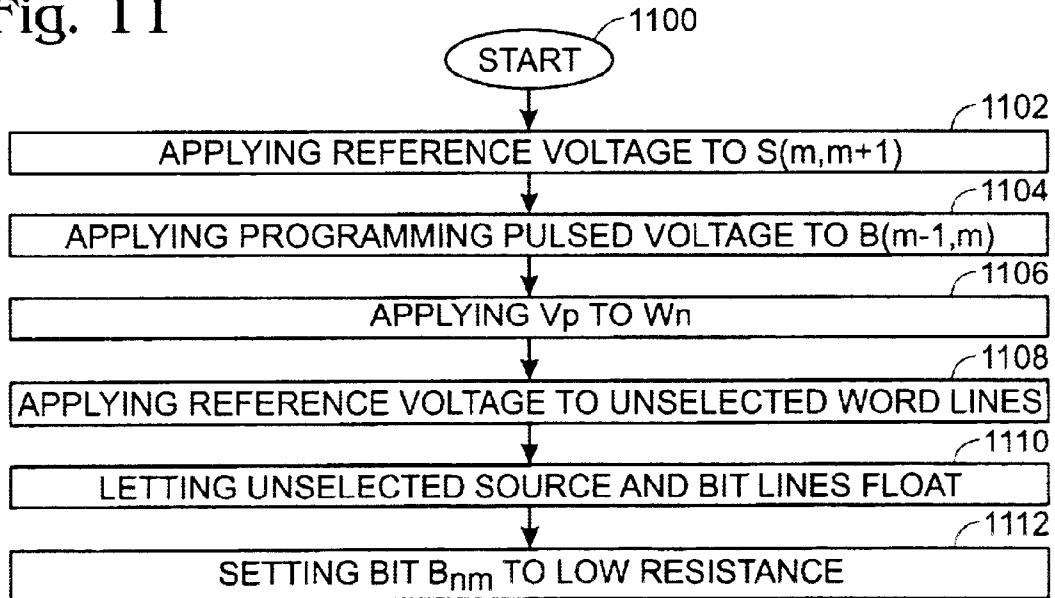 Fig. 11
1100
START
1102
APPLYING REFERENCE VOLTAGE TO S(m,m+1)
1104
APPLYING PROGRAMMING PULSED VOLTAGE TO B(m-1,m)
1106
APPLYING Vp TO Wn
1108
APPLYING REFERENCE VOLTAGE TO UNSELECTED WORD LINES
1110
LETTING UNSELECTED SOURCE AND BIT LINES FLOAT
1112
SETTING BIT Bnm TO LOW RESISTANCE